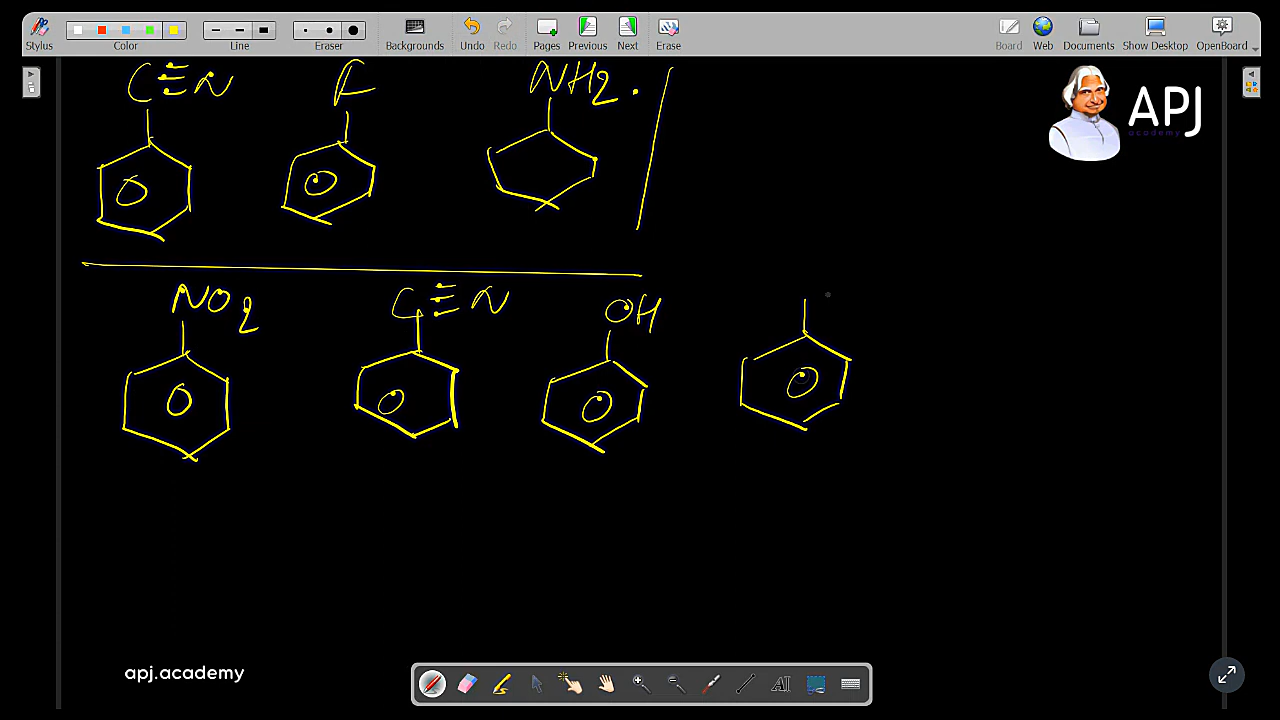 Stylus Color Line Eraser Backgrounds Undo Redo Pages Previous Next Erase Board Web Documents Show Desktop OpenBoard
C≡N F NH2.
APJ
academy
NO2 C≡N OH
apj.academy
AI